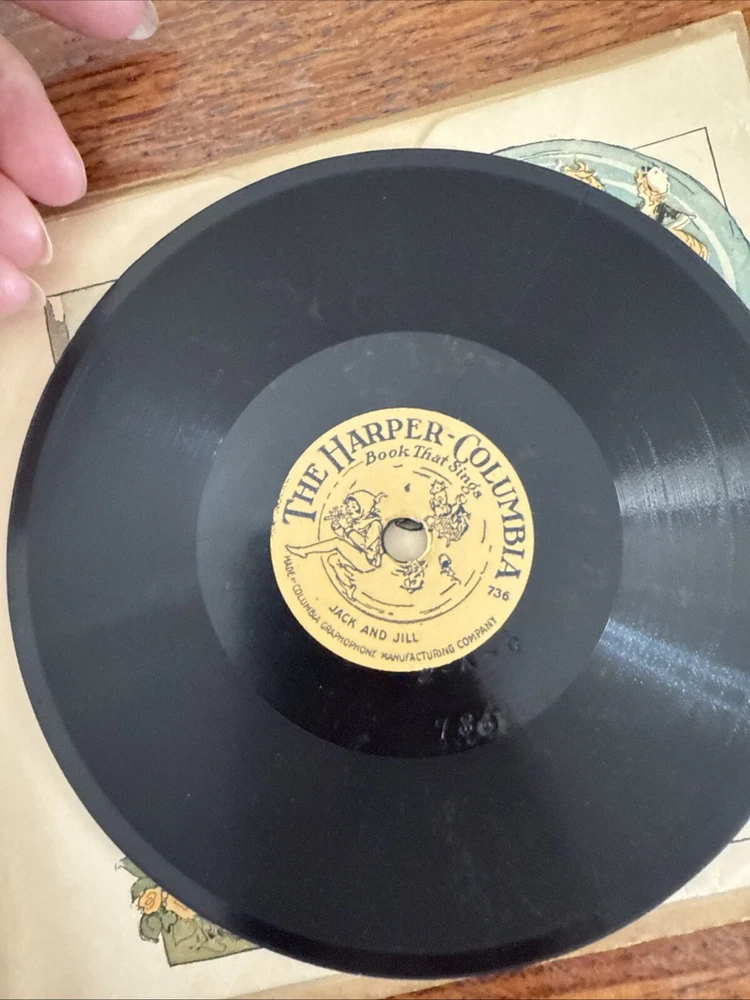 THE HARPER-COLUMBIA
Book That Sings
736
JACK AND JILL
MADE BY COLUMBIA GRAPHOPHONE MANUFACTURING COMPANY